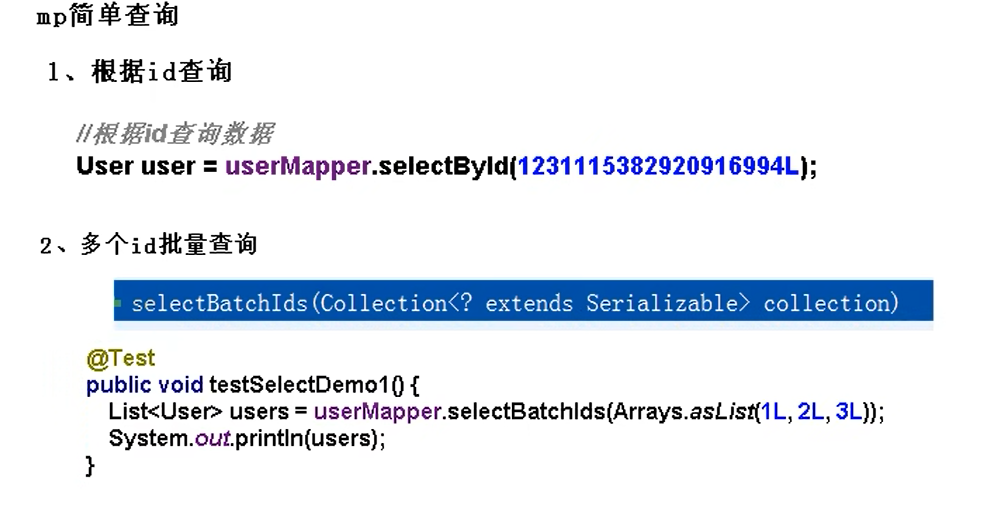 mp简单查询
1、根据id查询
//根据id查询数据
User user = userMapper.selectById(1231115382920916994L);
2、多个id批量查询
selectBatchIds(Collection<? extends Serializable> collection)
@Test
public void testSelectDemo1() {
List<User> users = userMapper.selectBatchIds(Arrays.asList(1L, 2L, 3L));
System.out.println(users);
}